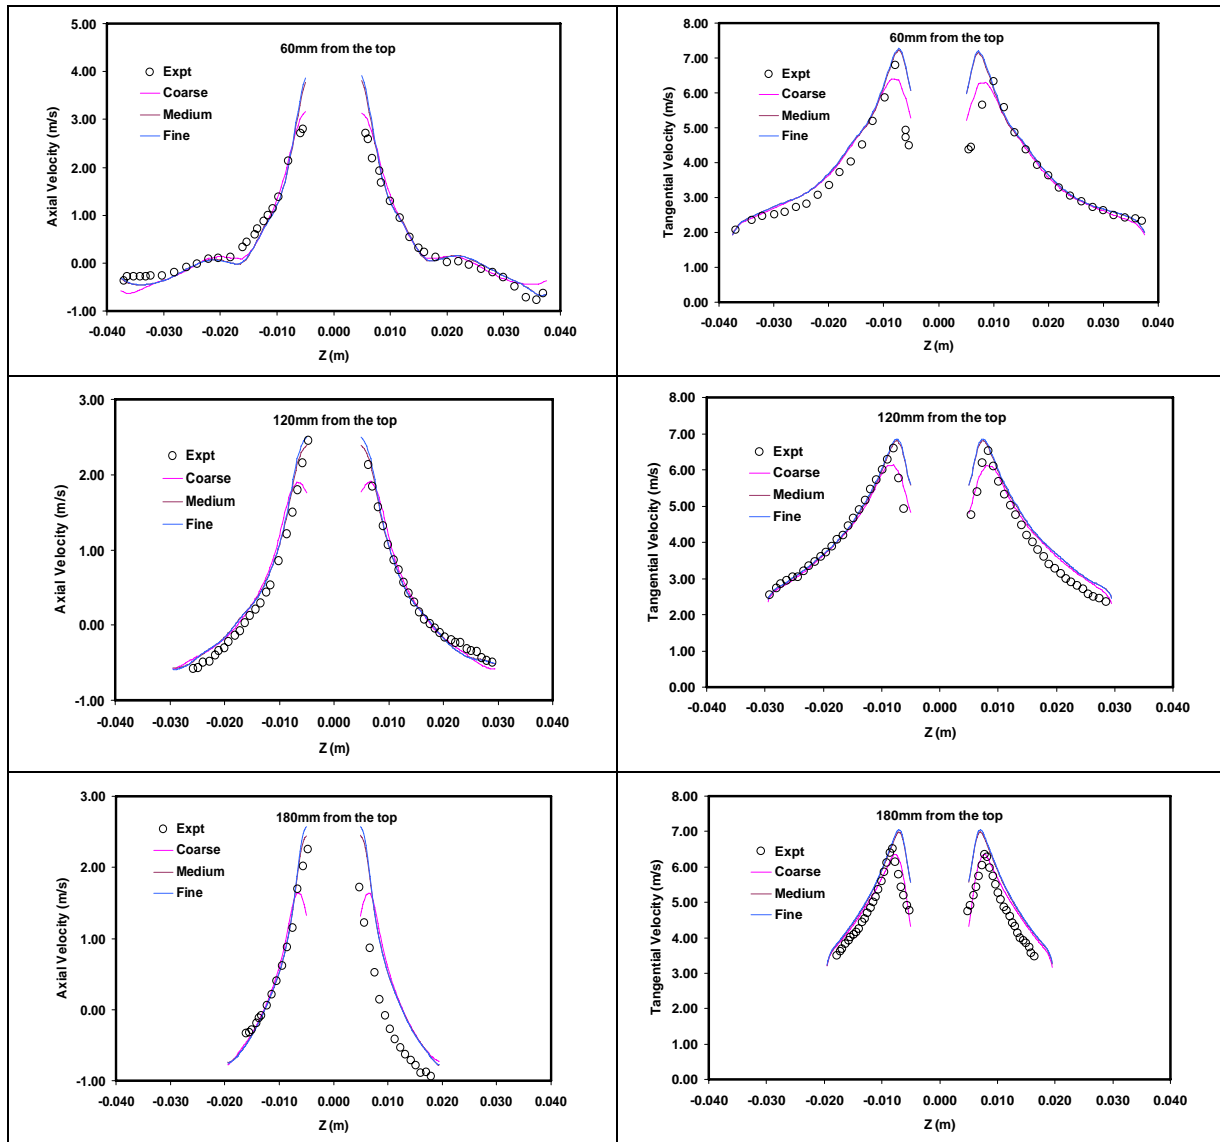 60mm from the top
Expt
Coarse
Medium
Fine
Axial Velocity (m/s)
5.00
4.00
3.00
2.00
1.00
0.00
-1.00
-0.040 -0.030 -0.020 -0.010 0.000 0.010 0.020 0.030 0.040
Z (m)
60mm from the top
Expt
Coarse
Medium
Fine
Tangential Velocity (m/s)
8.00
7.00
6.00
5.00
4.00
3.00
2.00
1.00
0.00
-0.040 -0.030 -0.020 -0.010 0.000 0.010 0.020 0.030 0.040
Z (m)
120mm from the top
Expt
Coarse
Medium
Fine
Axial Velocity (m/s)
3.00
2.00
1.00
0.00
-1.00
-0.040 -0.030 -0.020 -0.010 0.000 0.010 0.020 0.030 0.040
Z (m)
120mm from the top
Expt
Coarse
Medium
Fine
Tangential Velocity (m/s)
8.00
7.00
6.00
5.00
4.00
3.00
2.00
1.00
0.00
-0.040 -0.030 -0.020 -0.010 0.000 0.010 0.020 0.030 0.040
Z (m)
180mm from the top
Expt
Coarse
Medium
Fine
Axial Velocity (m/s)
3.00
2.00
1.00
0.00
-1.00
-0.040 -0.030 -0.020 -0.010 0.000 0.010 0.020 0.030 0.040
Z (m)
180mm from the top
Expt
Coarse
Medium
Fine
Tangential Velocity (m/s)
8.00
7.00
6.00
5.00
4.00
3.00
2.00
1.00
0.00
-0.040 -0.030 -0.020 -0.010 0.000 0.010 0.020 0.030 0.040
Z (m)